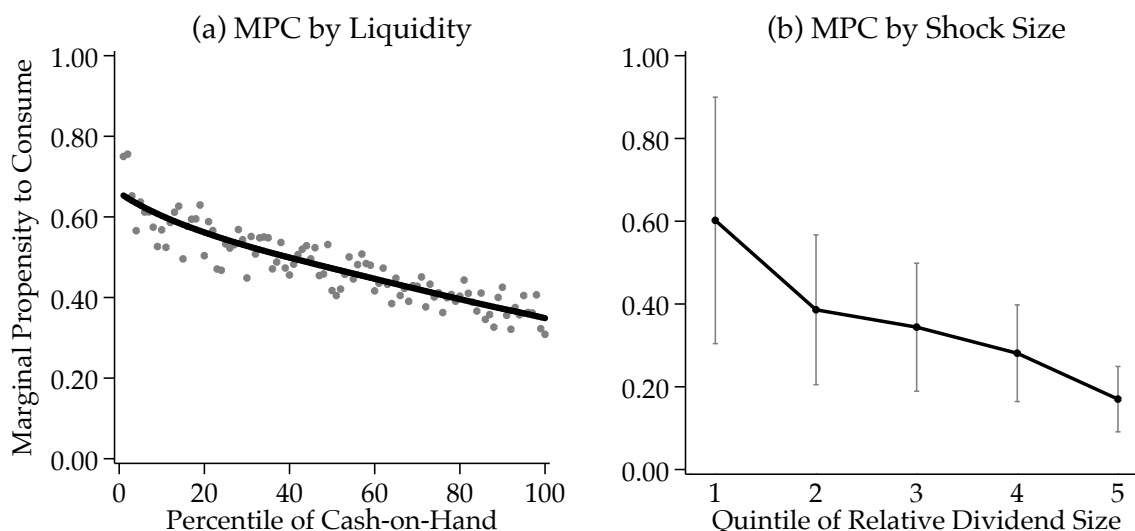 (a) MPC by Liquidity
Marginal Propensity to Consume
1.00
0.80
0.60
0.40
0.20
0.00
0 20 40 60 80 100
Percentile of Cash-on-Hand
(b) MPC by Shock Size
1.00
0.80
0.60
0.40
0.20
0.00
1 2 3 4 5
Quintile of Relative Dividend Size